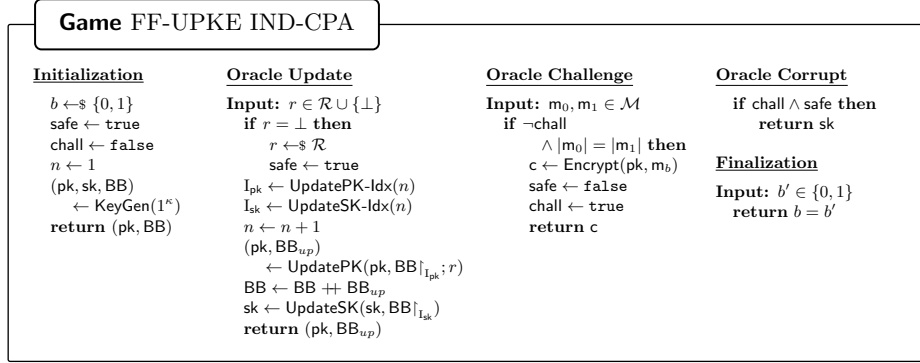 Game FF-UPKE IND-CPA
Initialization
b ←$ {0, 1}
safe ← true
chall ← false
n ← 1
(pk, sk, BB)
← KeyGen(1^κ)
return (pk, BB)
Oracle Update
Input: r ∈ R ∪ {⊥}
if r = ⊥ then
r ←$ R
safe ← true
I_pk ← UpdatePK-Idx(n)
I_sk ← UpdateSK-Idx(n)
n ← n + 1
(pk, BB_up)
← UpdatePK(pk, BB↾_{I_pk}; r)
BB ← BB ++ BB_up
sk ← UpdateSK(sk, BB↾_{I_sk})
return (pk, BB_up)
Oracle Challenge
Input: m_0, m_1 ∈ M
if ¬chall
∧ |m_0| = |m_1| then
c ← Encrypt(pk, m_b)
safe ← false
chall ← true
return c
Oracle Corrupt
if chall ∧ safe then
return sk
Finalization
Input: b′ ∈ {0, 1}
return b = b′